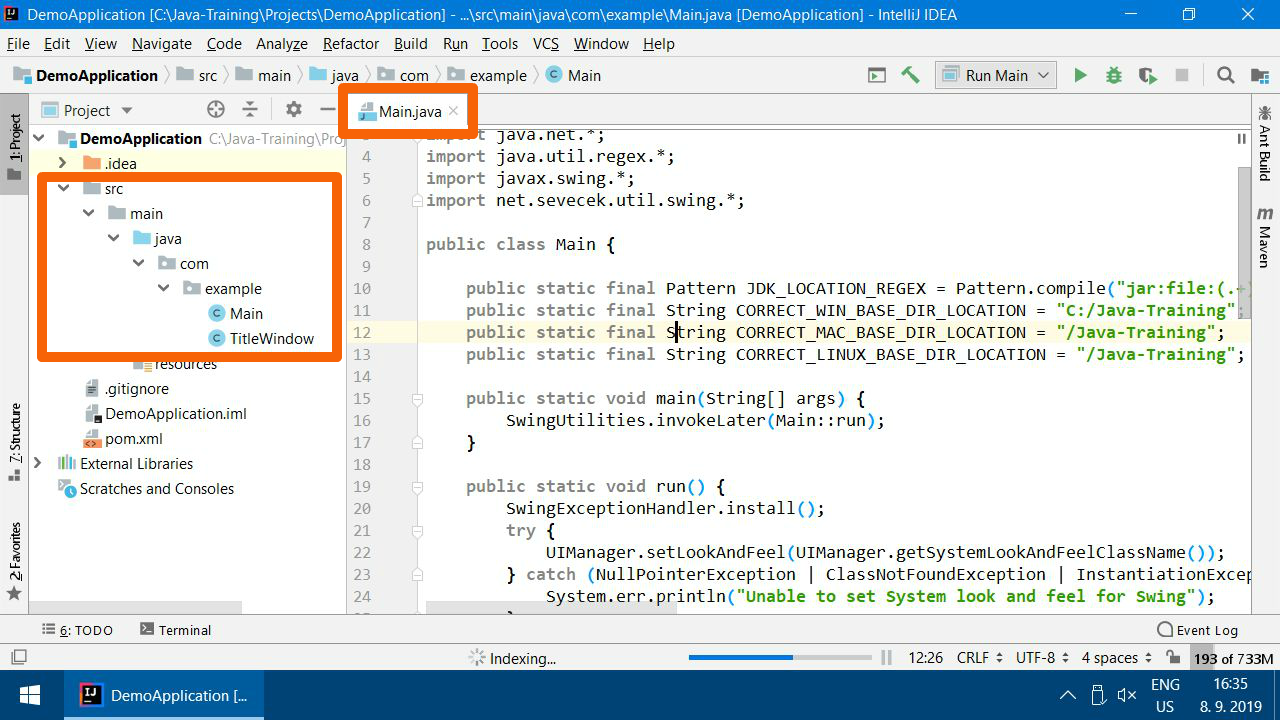 DemoApplication [C:\Java-Training\Projects\DemoApplication] - ...\src\main\java\com\example\Main.java [DemoApplication] - IntelliJ IDEA
File Edit View Navigate Code Analyze Refactor Build Run Tools VCS Window Help
DemoApplication src main java com example Main
Run Main
1: Project
Project
Main.java
DemoApplication C:\Java-Training\Proj
.idea
src
main
java
com
example
Main
TitleWindow
resources
.gitignore
DemoApplication.iml
pom.xml
External Libraries
Scratches and Consoles
7: Structure
2: Favorites
import java.net.*;
4 import java.util.regex.*;
5 import javax.swing.*;
6 import net.sevecek.util.swing.*;
7
8 public class Main {
9
10 public static final Pattern JDK_LOCATION_REGEX = Pattern.compile("jar:file:(.+)
11 public static final String CORRECT_WIN_BASE_DIR_LOCATION = "C:/Java-Training";
12 public static final String CORRECT_MAC_BASE_DIR_LOCATION = "/Java-Training";
13 public static final String CORRECT_LINUX_BASE_DIR_LOCATION = "/Java-Training";
14
15 public static void main(String[] args) {
16 SwingUtilities.invokeLater(Main::run);
17 }
18
19 public static void run() {
20 SwingExceptionHandler.install();
21 try {
22 UIManager.setLookAndFeel(UIManager.getSystemLookAndFeelClassName());
23 } catch (NullPointerException | ClassNotFoundException | InstantiationExcep
24 System.err.println("Unable to set System look and feel for Swing");
Ant Build
Maven
6: TODO Terminal Event Log
Indexing... 12:26 CRLF UTF-8 4 spaces 193 of 733M
DemoApplication [...
ENG
US
16:35
8. 9. 2019